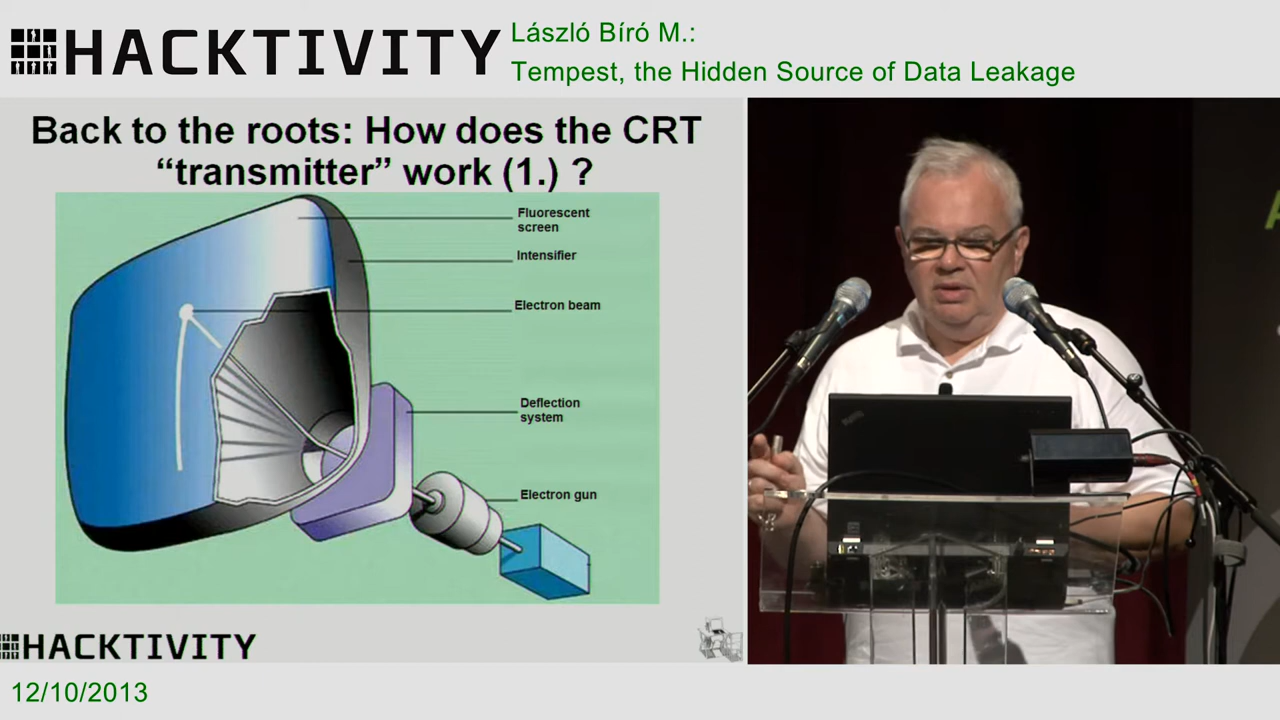 HACKTIVITY
László Bíró M.:
Tempest, the Hidden Source of Data Leakage
Back to the roots: How does the CRT
“transmitter” work (1.) ?
Fluorescent
screen
Intensifier
Electron beam
Deflection
system
Electron gun
HACKTIVITY
12/10/2013